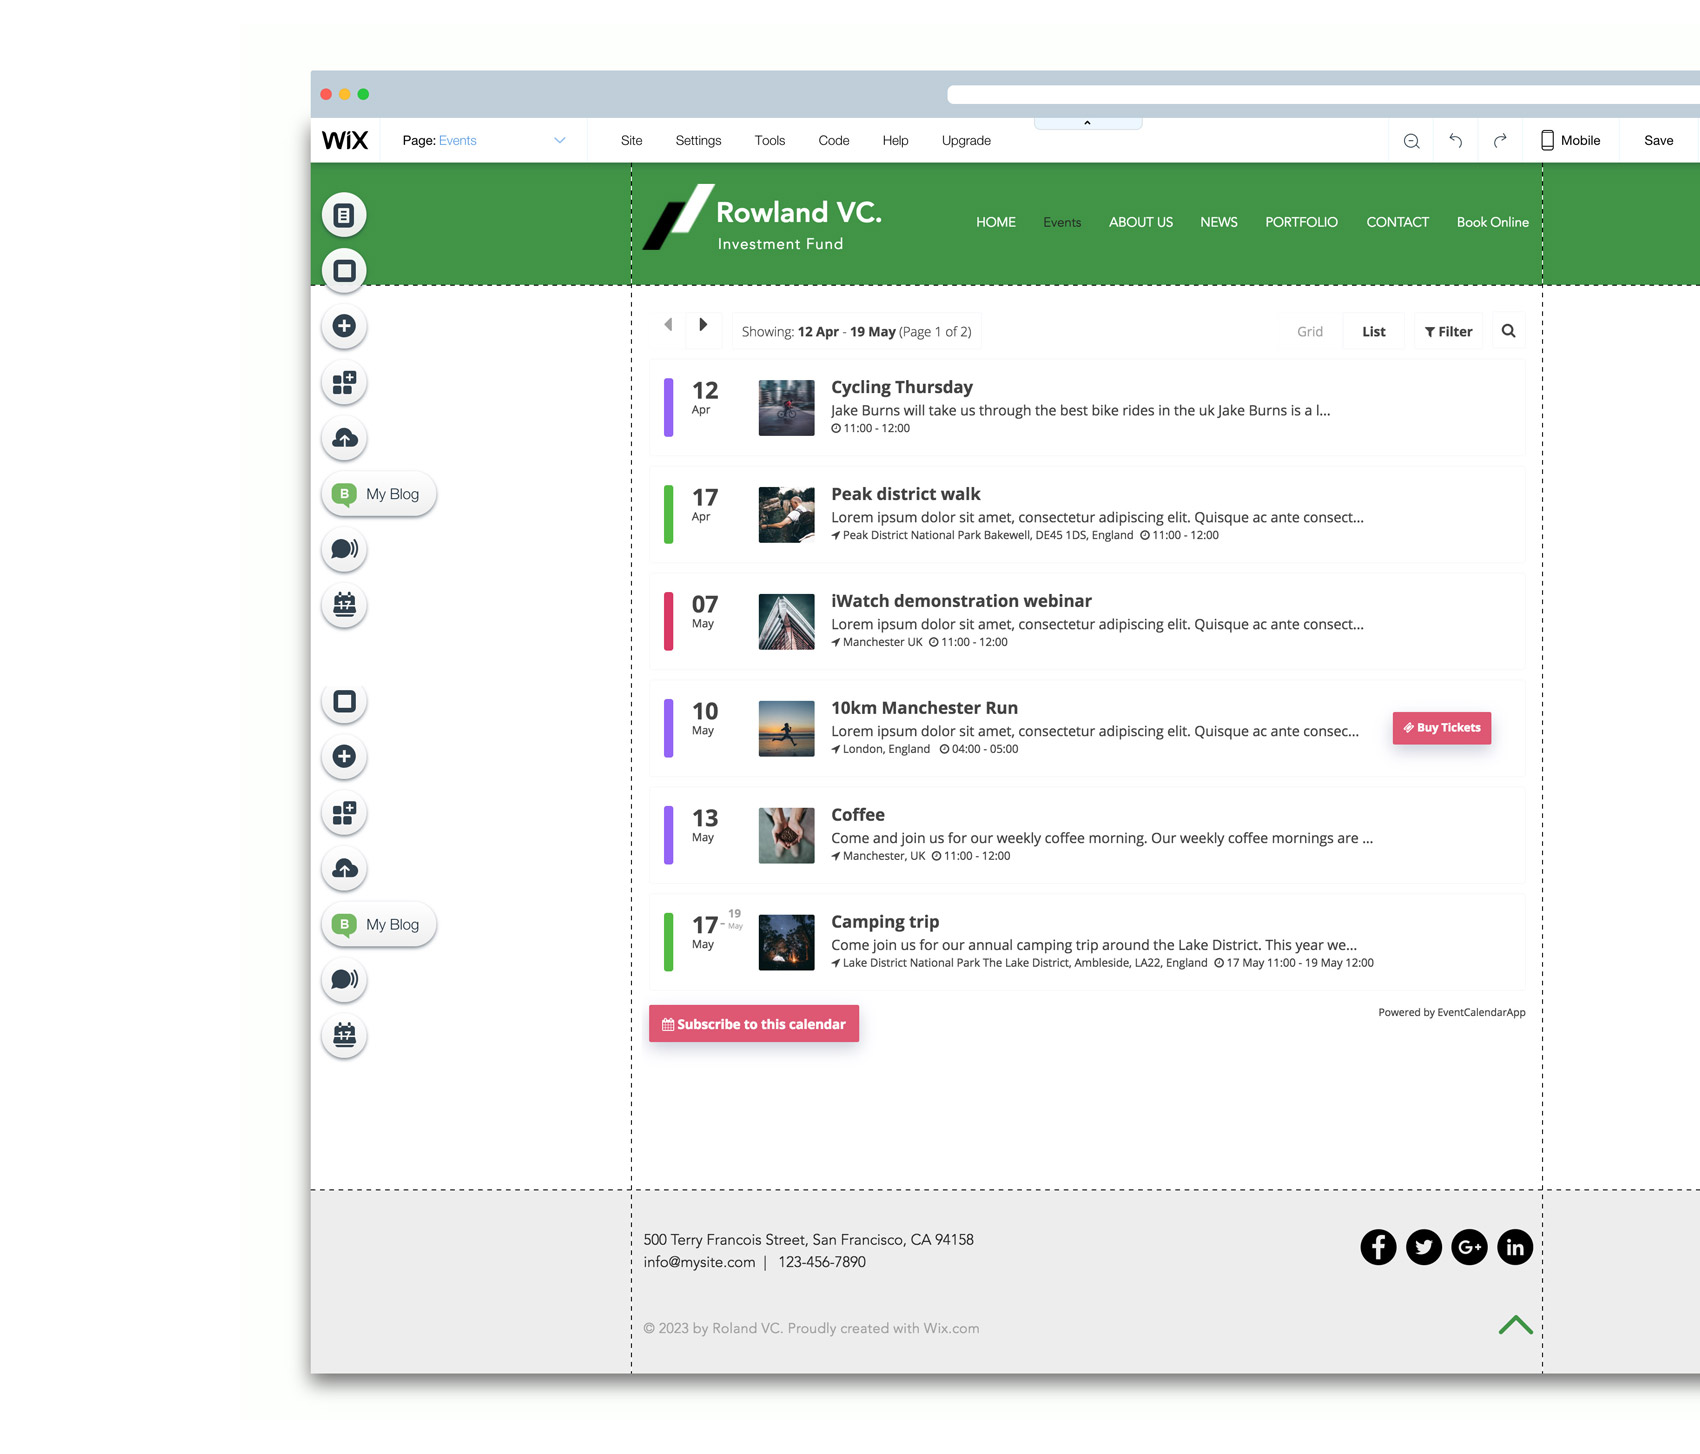 WiX Page: Events Site Settings Tools Code Help Upgrade Mobile Save
Rowland VC.
Investment Fund
HOME Events ABOUT US NEWS PORTFOLIO CONTACT Book Online
Showing: 12 Apr - 19 May (Page 1 of 2) Grid List Filter
12
Apr
Cycling Thursday
Jake Burns will take us through the best bike rides in the uk Jake Burns is a l...
11:00 - 12:00
B My Blog
17
Apr
Peak district walk
Lorem ipsum dolor sit amet, consectetur adipiscing elit. Quisque ac ante consect...
Peak District National Park Bakewell, DE45 1DS, England 11:00 - 12:00
17
07
May
iWatch demonstration webinar
Lorem ipsum dolor sit amet, consectetur adipiscing elit. Quisque ac ante consect...
Manchester UK 11:00 - 12:00
10
May
10km Manchester Run
Lorem ipsum dolor sit amet, consectetur adipiscing elit. Quisque ac ante consec...
London, England 04:00 - 05:00
Buy Tickets
13
May
Coffee
Come and join us for our weekly coffee morning. Our weekly coffee mornings are ...
Manchester, UK 11:00 - 12:00
B My Blog
17 - 19
May May
Camping trip
Come join us for our annual camping trip around the Lake District. This year we...
Lake District National Park The Lake District, Ambleside, LA22, England 17 May 11:00 - 19 May 12:00
17
Subscribe to this calendar
Powered by EventCalendarApp
500 Terry Francois Street, San Francisco, CA 94158
info@mysite.com | 123-456-7890
f G+ in
© 2023 by Roland VC. Proudly created with Wix.com